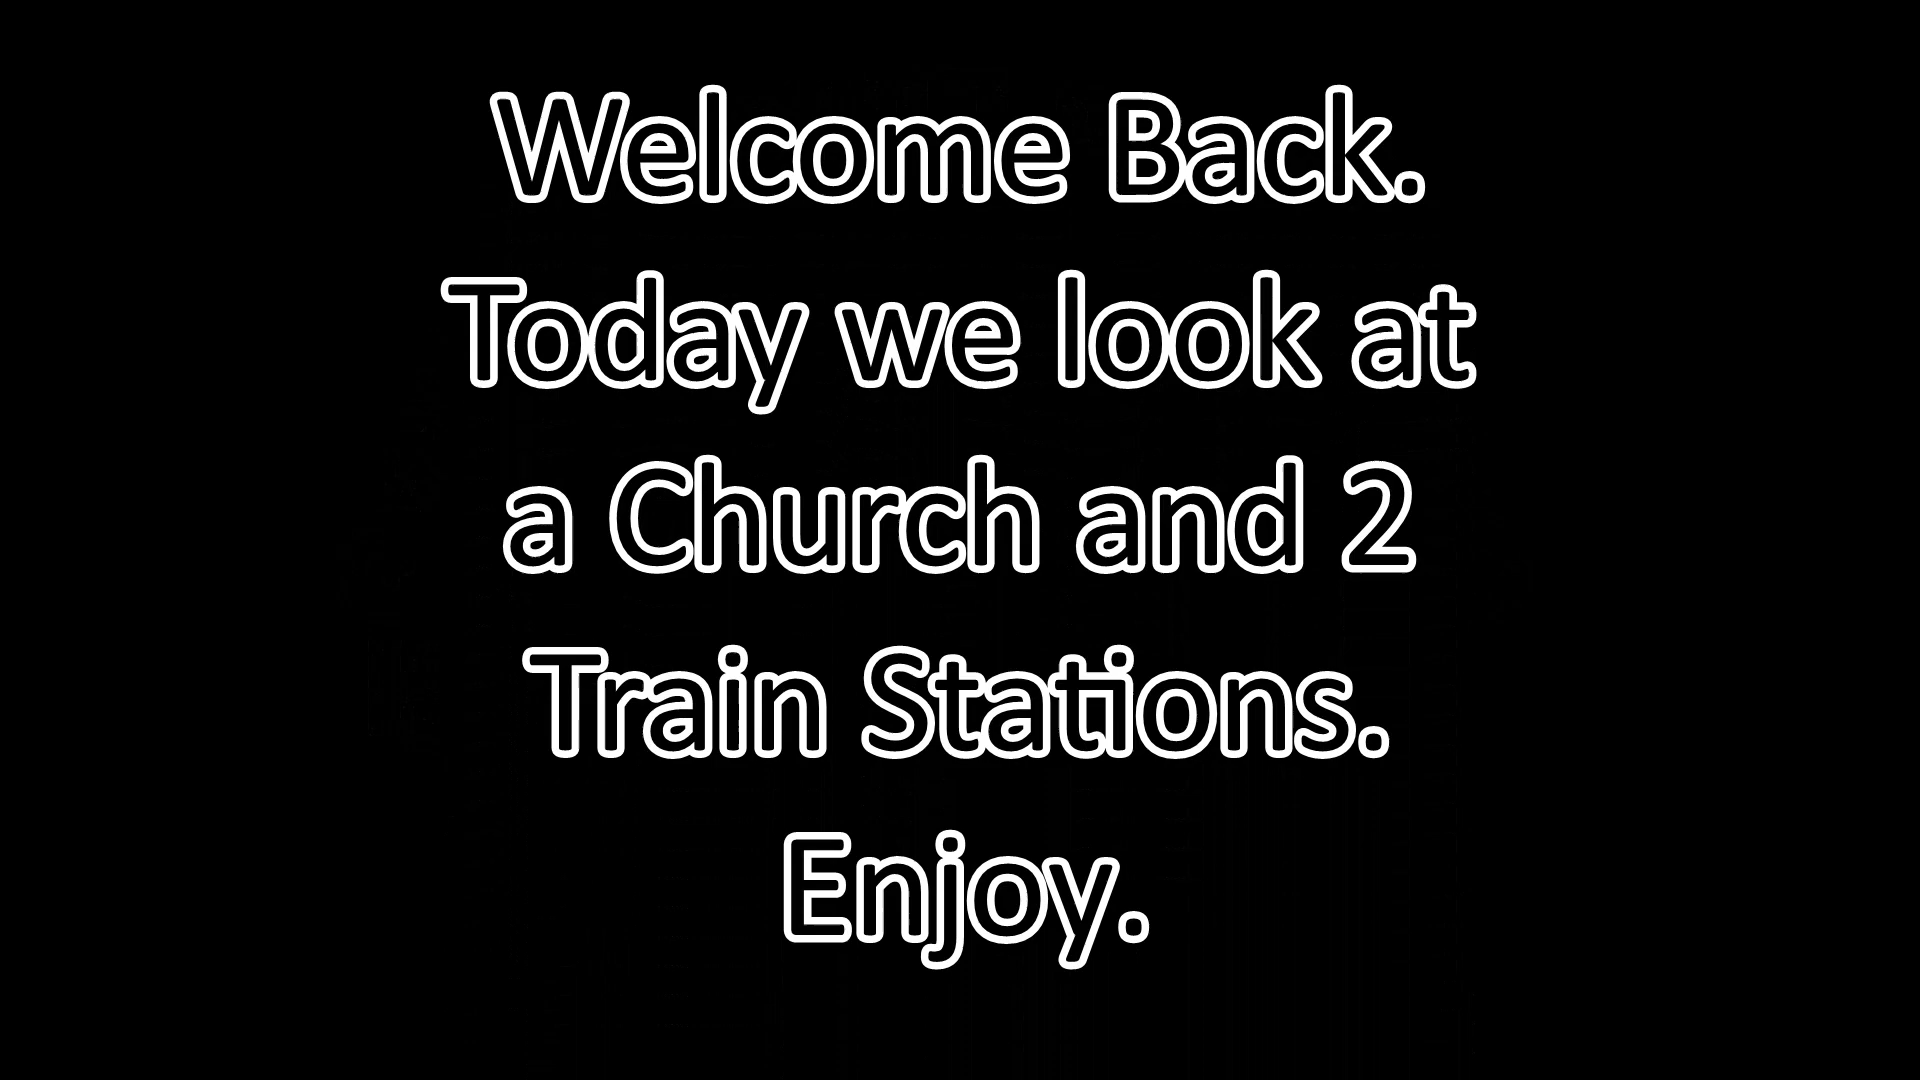 Welcome Back.
Today we look at
a Church and 2
Train Stations.
Enjoy.